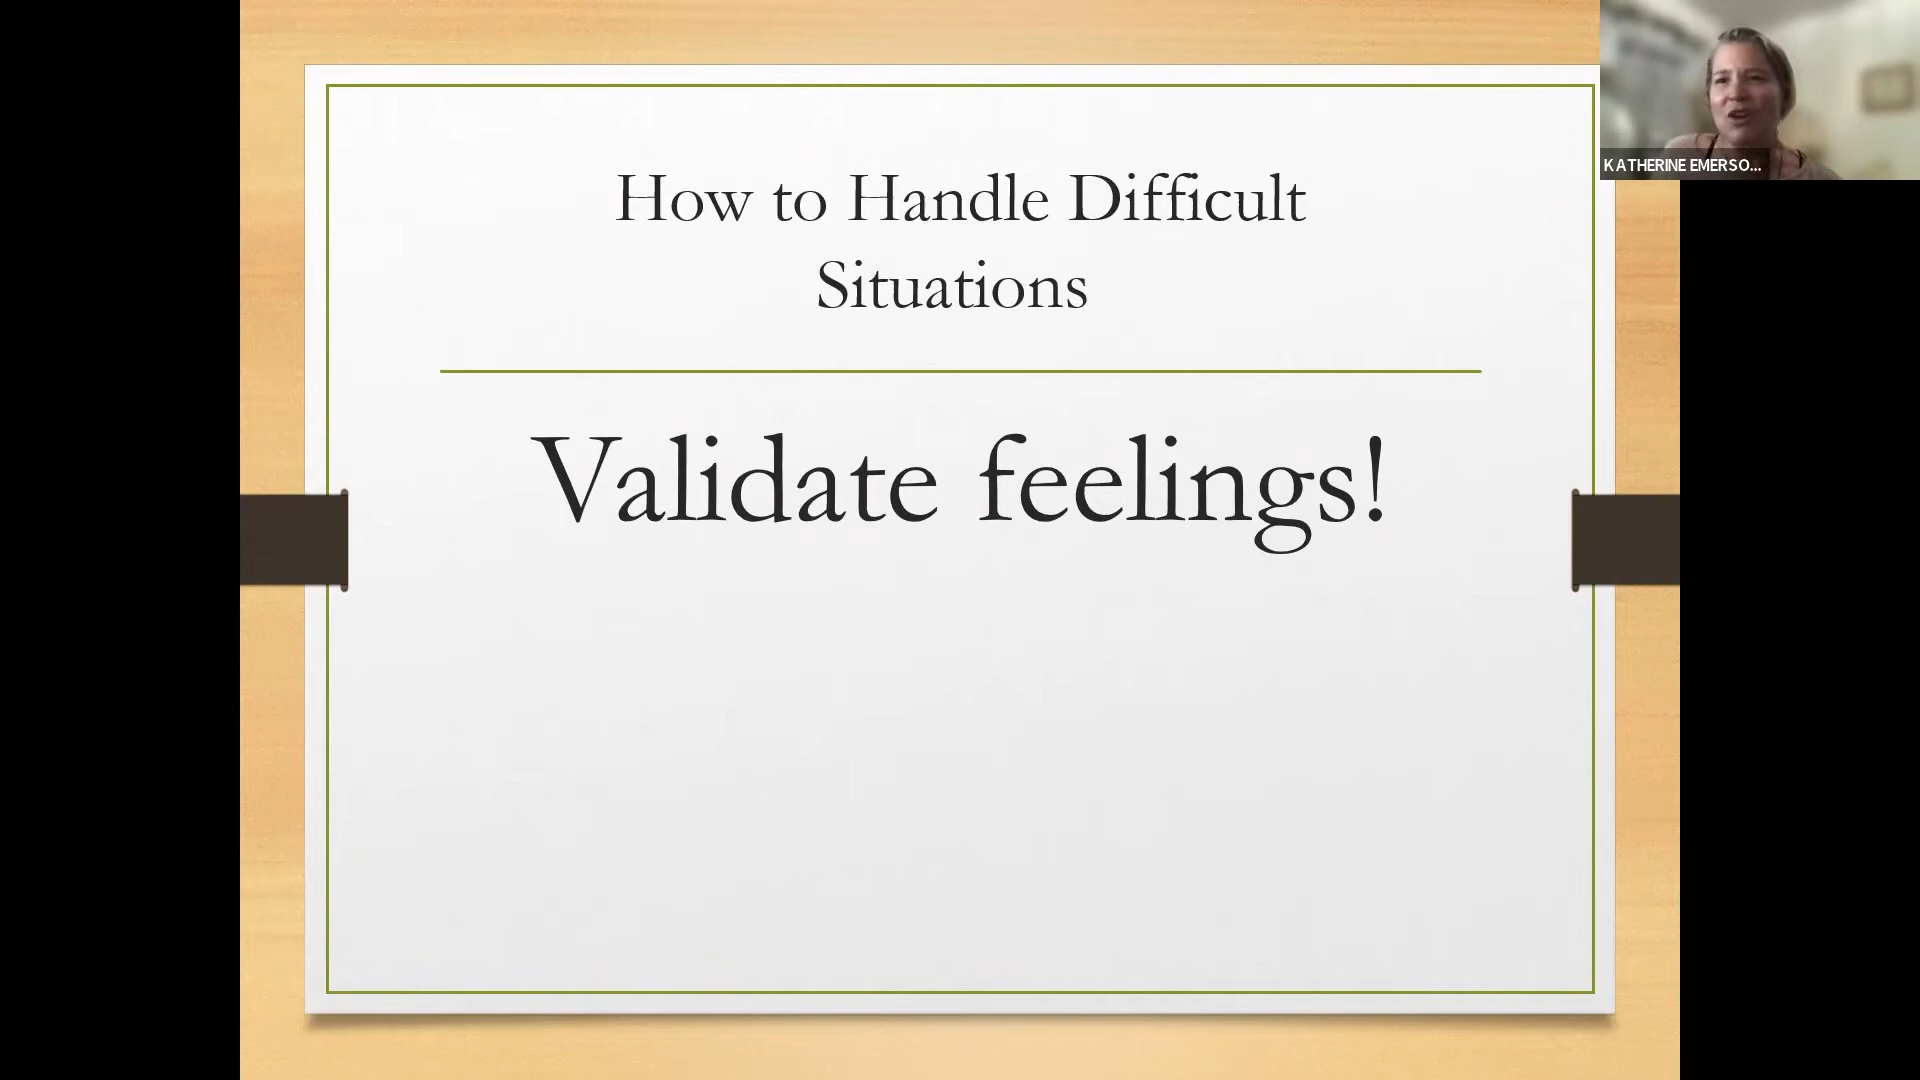 How to Handle Difficult
Situations
Validate feelings!
KATHERINE EMERSO...